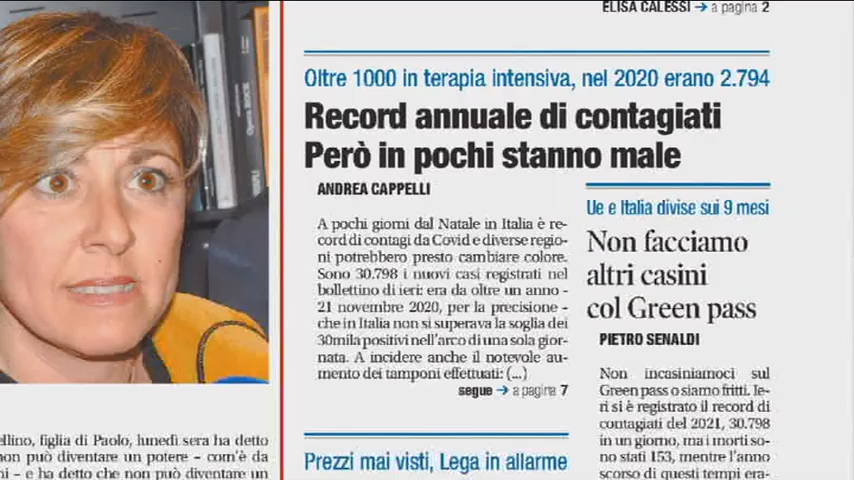 ELISA CALESSI → a pagina 2
Oltre 1000 in terapia intensiva, nel 2020 erano 2.794
Record annuale di contagiati
Però in pochi stanno male
ANDREA CAPPELLI
A pochi giorni dal Natale in Italia è re-
cord di contagi da Covid e diverse regio-
ni potrebbero presto cambiare colore.
Sono 30.798 i nuovi casi registrati nel
bollettino di ieri: era da oltre un anno -
21 novembre 2020, per la precisione -
che in Italia non si superava la soglia dei
30mila positivi nell'arco di una sola gior-
nata. A incidere anche il notevole au-
mento dei tamponi effettuati: (...)
segue → a pagina 7
Ue e Italia divise sui 9 mesi
Non facciamo
altri casini
col Green pass
PIETRO SENALDI
Non incasiniamoci sul
Green pass o siamo fritti. Ie-
ri si è registrato il record di
contagiati del 2021, 30.798
in un giorno, ma i morti so-
no stati 153, mentre l'anno
scorso di questi tempi era-
Prezzi mai visti, Lega in allarme
ellino, figlia di Paolo, lunedì sera ha detto
non può diventare un potere – com'è da
ni – e ha detto che non può diventare un